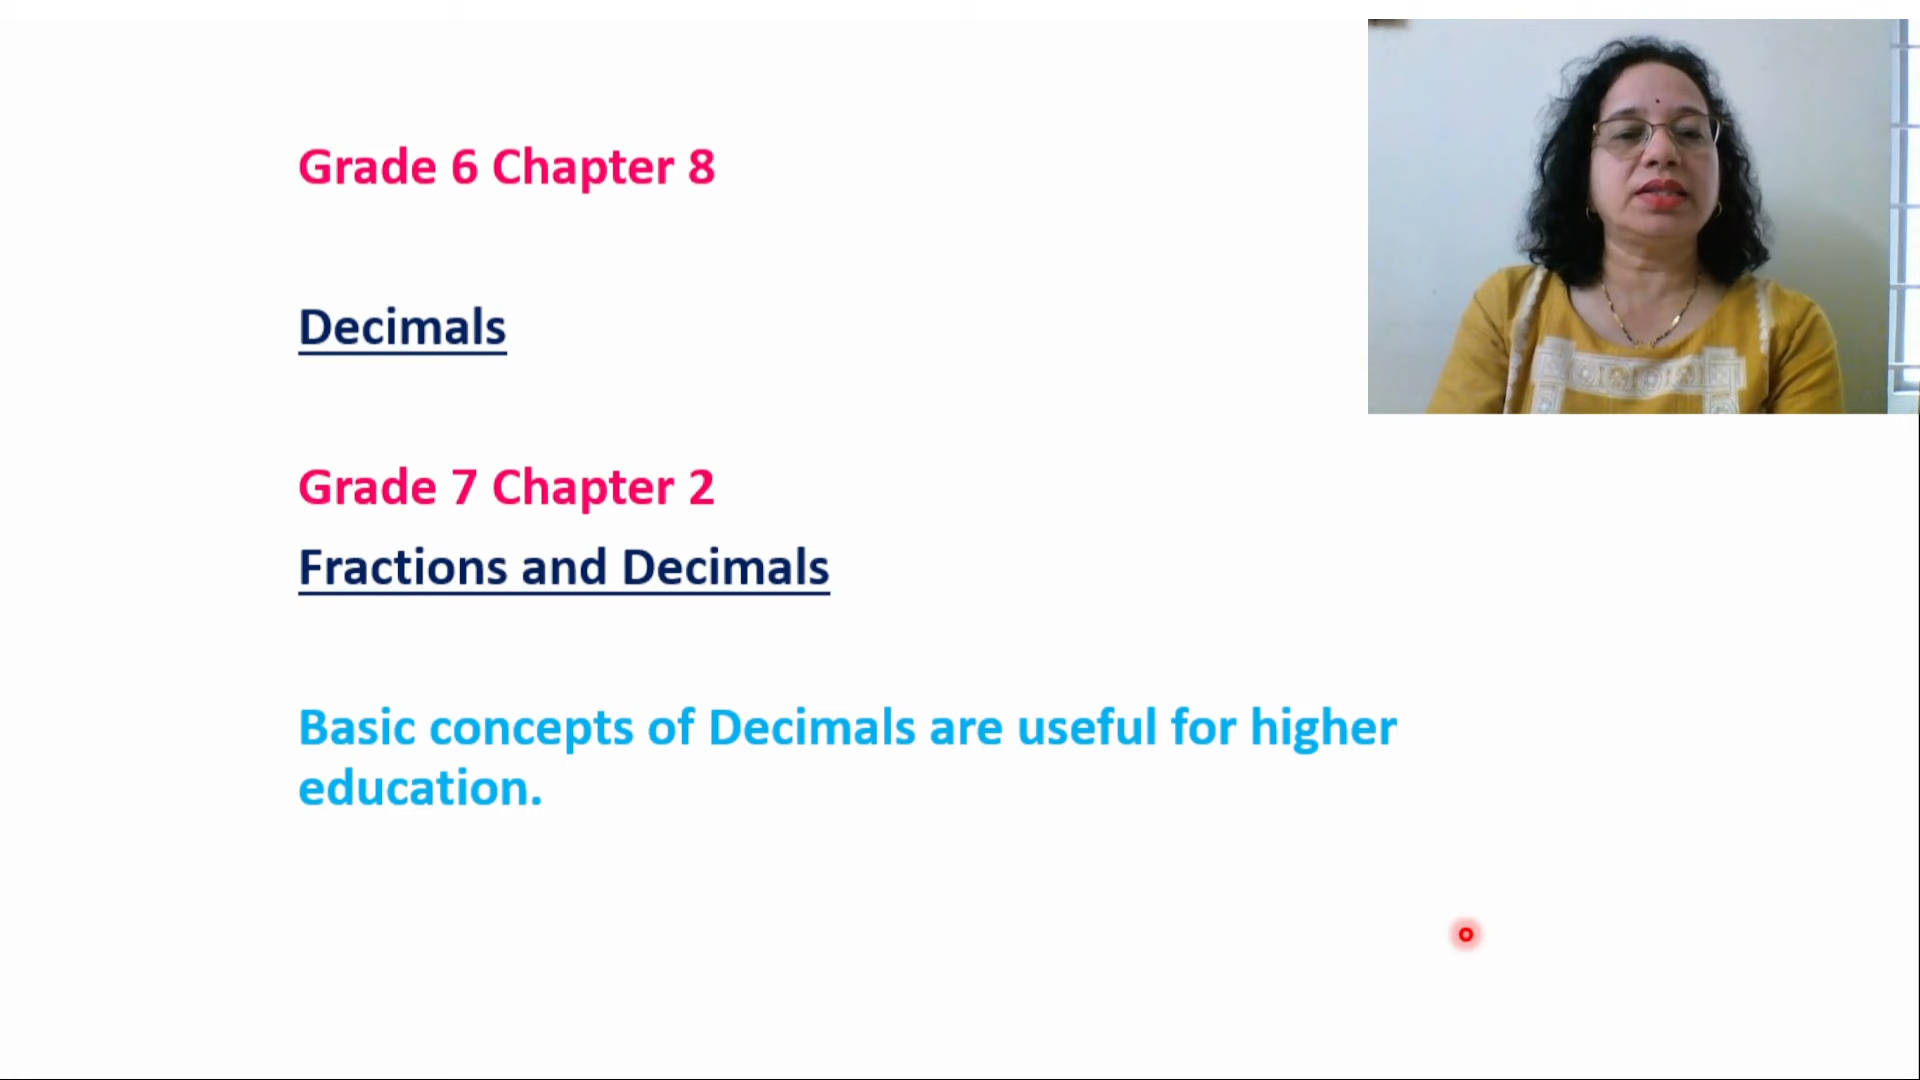 Grade 6 Chapter 8
Decimals
Grade 7 Chapter 2
Fractions and Decimals
Basic concepts of Decimals are useful for higher
education.